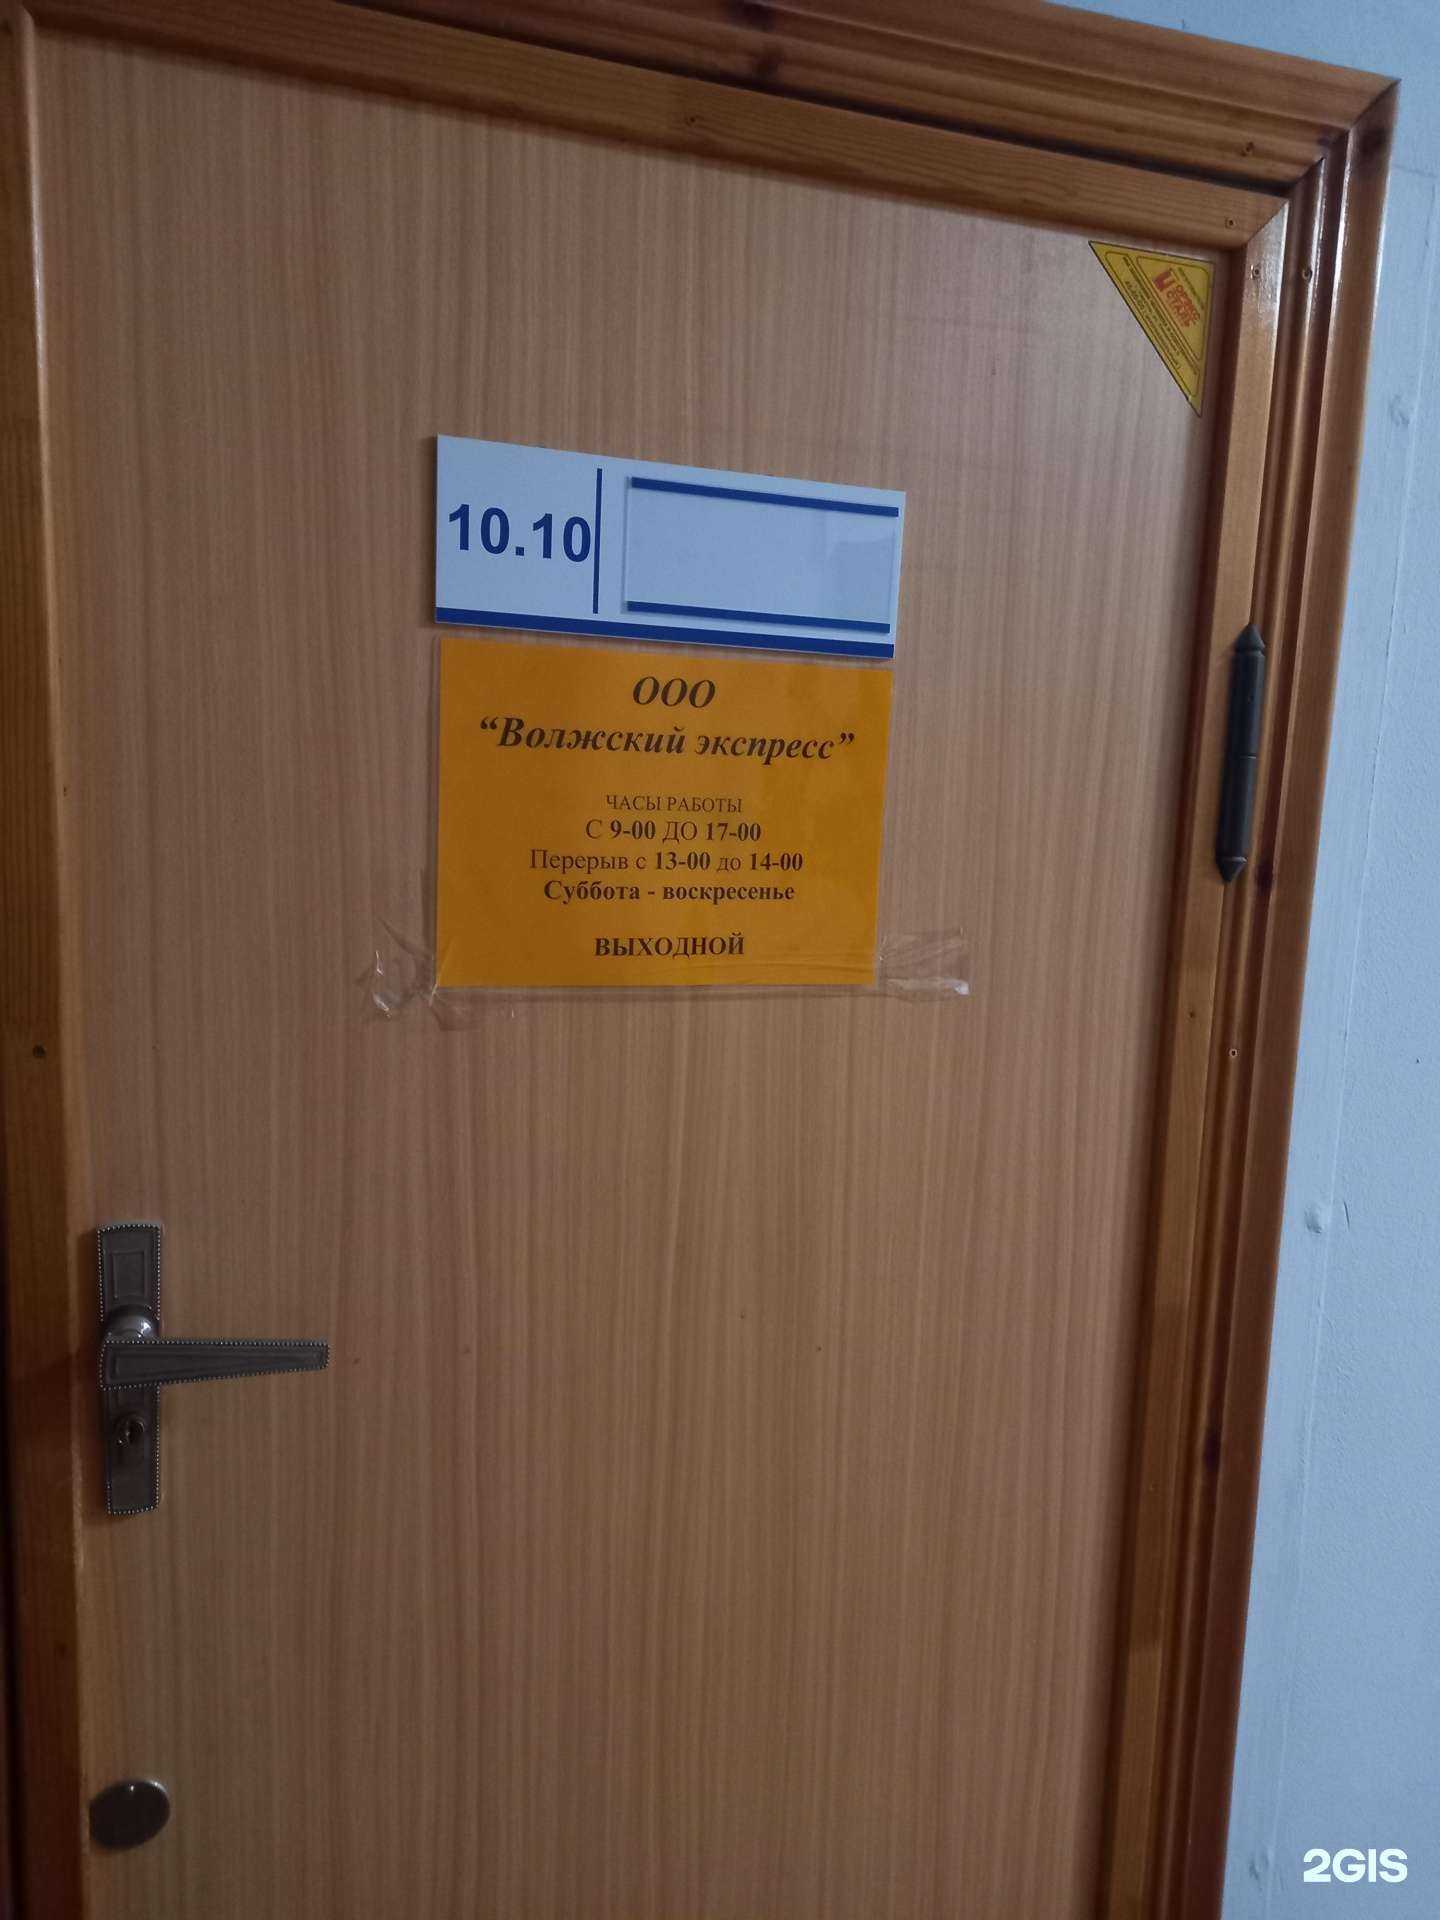 10.10
ООО
“Волжский экспресс”
ЧАСЫ РАБОТЫ
С 9-00 ДО 17-00
Перерыв с 13-00 до 14-00
Суббота - воскресенье
ВЫХОДНОЙ
СТАЛЬ
2GIS